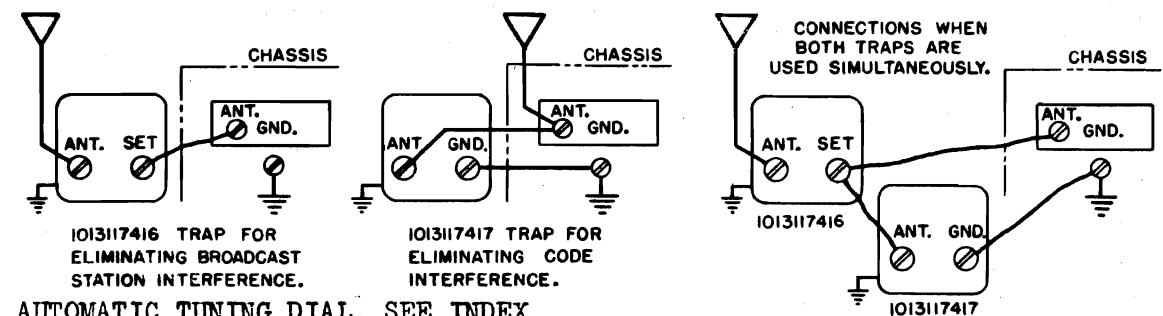 CHASSIS
ANT.
GND.
ANT.
SET
1013117416 TRAP FOR
ELIMINATING BROADCAST
STATION INTERFERENCE.
CHASSIS
ANT.
GND.
ANT
GND.
1013117417 TRAP FOR
ELIMINATING CODE
INTERFERENCE.
CONNECTIONS WHEN
BOTH TRAPS ARE
USED SIMULTANEOUSLY.
CHASSIS
ANT.
GND.
ANT.
SET
1013117416
ANT.
GND.
1013117417
AUTOMATIC TUNING DIAL SEE INDEX